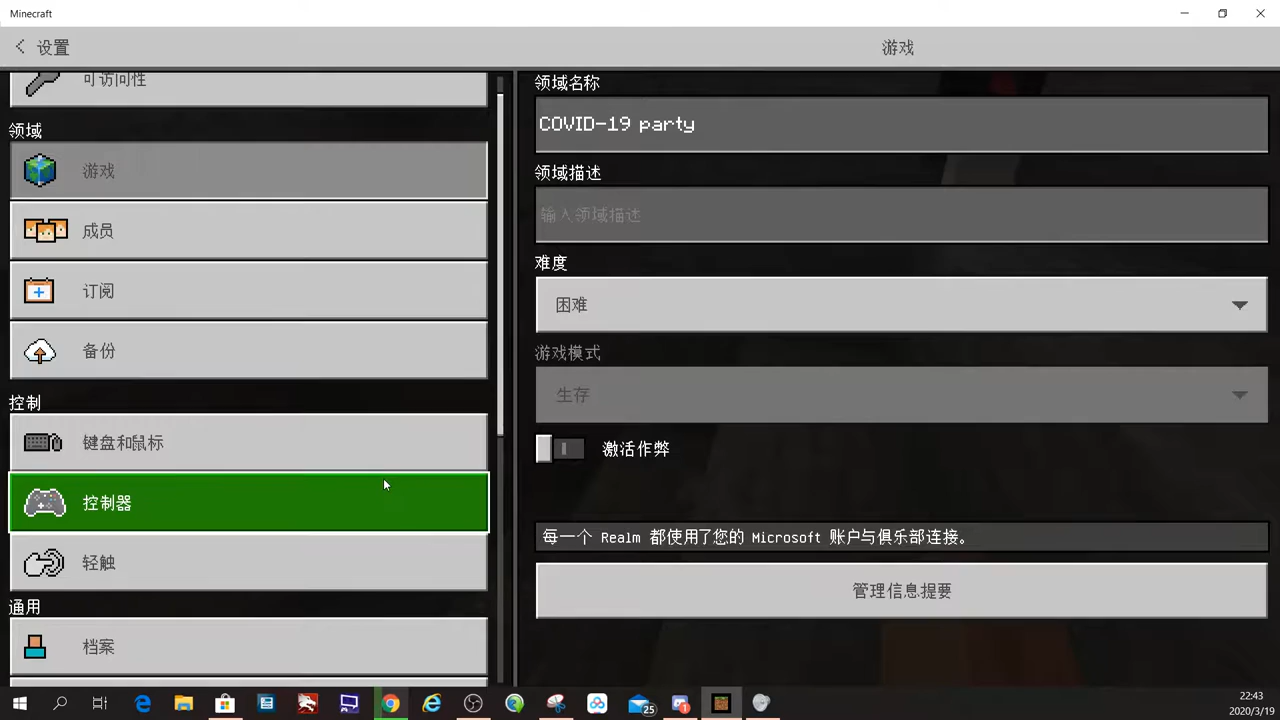 Minecraft
设置
游戏
可访问性
领域
游戏
成员
订阅
备份
控制
键盘和鼠标
控制器
轻触
通用
档案
领域名称
COVID-19 party
领域描述
输入领域描述
难度
困难
游戏模式
生存
激活作弊
每一个 Realm 都使用了您的 Microsoft 账户与俱乐部连接。
管理信息提要
25
1
22:43
2020/3/19